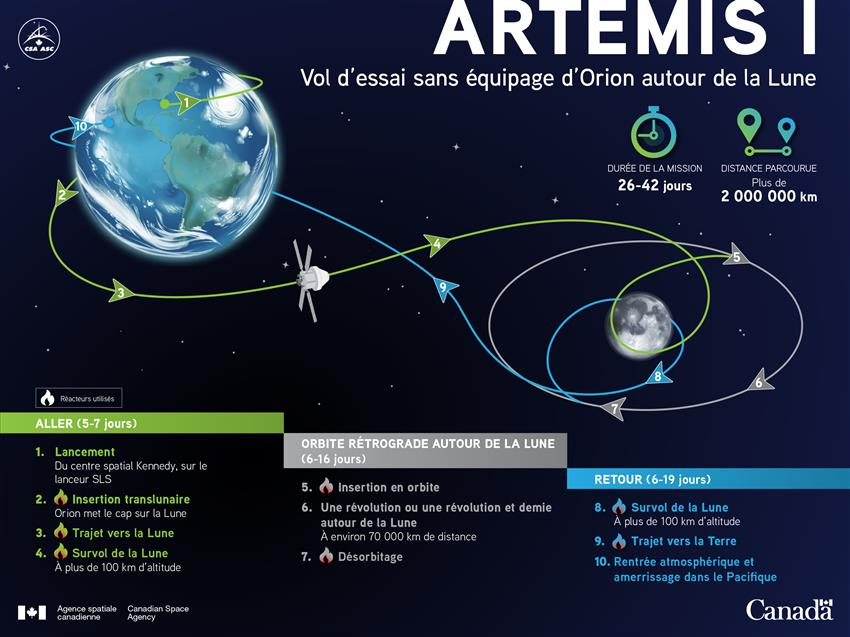 CSA ASC
ARTEMIS I
Vol d’essai sans équipage d’Orion autour de la Lune
DURÉE DE LA MISSION
26-42 jours
DISTANCE PARCOURUE
Plus de
2 000 000 km
1
10
2
3
4
9
5
6
7
8
Réacteurs utilisés
ALLER (5-7 jours)
1. Lancement
Du centre spatial Kennedy, sur le
lanceur SLS
2. Insertion translunaire
Orion met le cap sur la Lune
3. Trajet vers la Lune
4. Survol de la Lune
À plus de 100 km d’altitude
ORBITE RÉTROGRADE AUTOUR DE LA LUNE
(6-16 jours)
5. Insertion en orbite
6. Une révolution ou une révolution et demie
autour de la Lune
À environ 70 000 km de distance
7. Désorbitage
RETOUR (6-19 jours)
8. Survol de la Lune
À plus de 100 km d’altitude
9. Trajet vers la Terre
10. Rentrée atmosphérique et
amerrissage dans le Pacifique
Agence spatiale
canadienne
Canadian Space
Agency
Canada